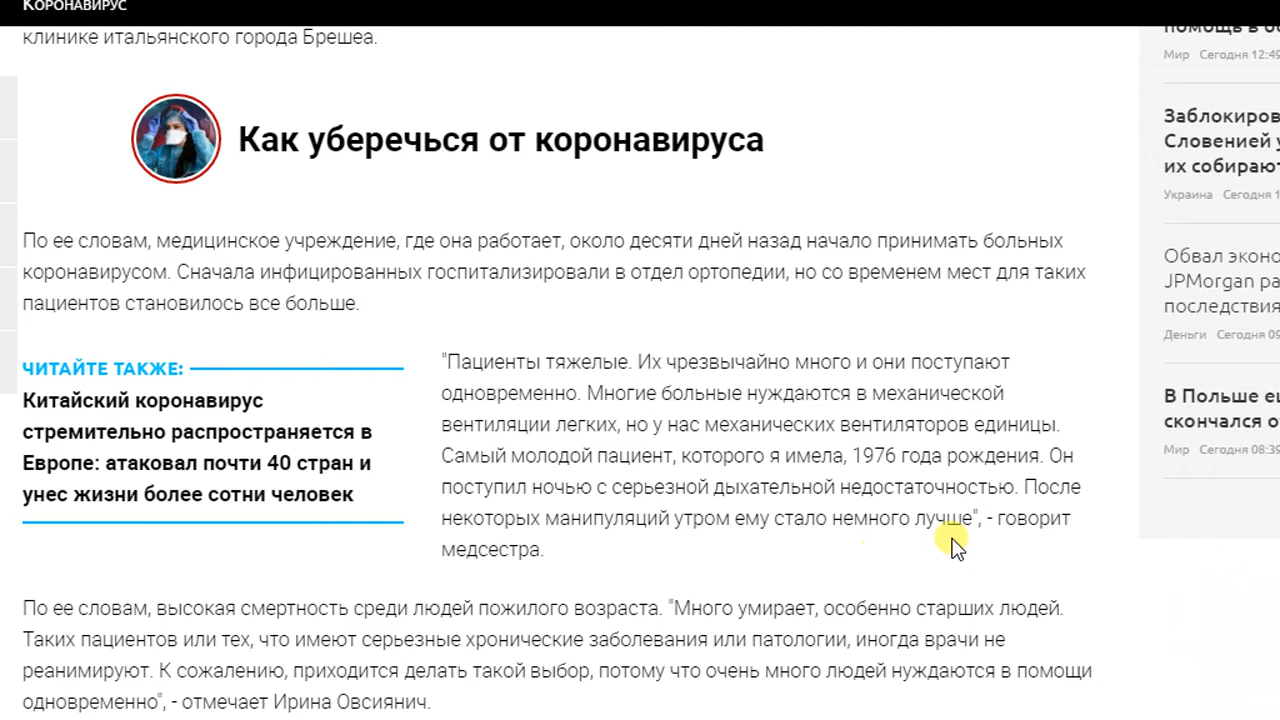 Коронавирус
клинике итальянского города Брешеа.
Как уберечься от коронавируса
По ее словам, медицинское учреждение, где она работает, около десяти дней назад начало принимать больных
коронавирусом. Сначала инфицированных госпитализировали в отдел ортопедии, но со временем мест для таких
пациентов становилось все больше.
ЧИТАЙТЕ ТАКЖЕ:
Китайский коронавирус
стремительно распространяется в
Европе: атаковал почти 40 стран и
унес жизни более сотни человек
"Пациенты тяжелые. Их чрезвычайно много и они поступают
одновременно. Многие больные нуждаются в механической
вентиляции легких, но у нас механических вентиляторов единицы.
Самый молодой пациент, которого я имела, 1976 года рождения. Он
поступил ночью с серьезной дыхательной недостаточностью. После
некоторых манипуляций утром ему стало немного лучше", - говорит
медсестра.
По ее словам, высокая смертность среди людей пожилого возраста. "Много умирает, особенно старших людей.
Таких пациентов или тех, что имеют серьезные хронические заболевания или патологии, иногда врачи не
реанимируют. К сожалению, приходится делать такой выбор, потому что очень много людей нуждаются в помощи
одновременно", - отмечает Ирина Овсиянич.
помощь в
Мир Сегодня 12:49
Заблокиров
Словенией
их собирают
Украина Сегодня 1
Обвал эконо
JPMorgan ра
последствия
Деньги Сегодня 09
В Польше е
скончался о
Мир Сегодня 08:39